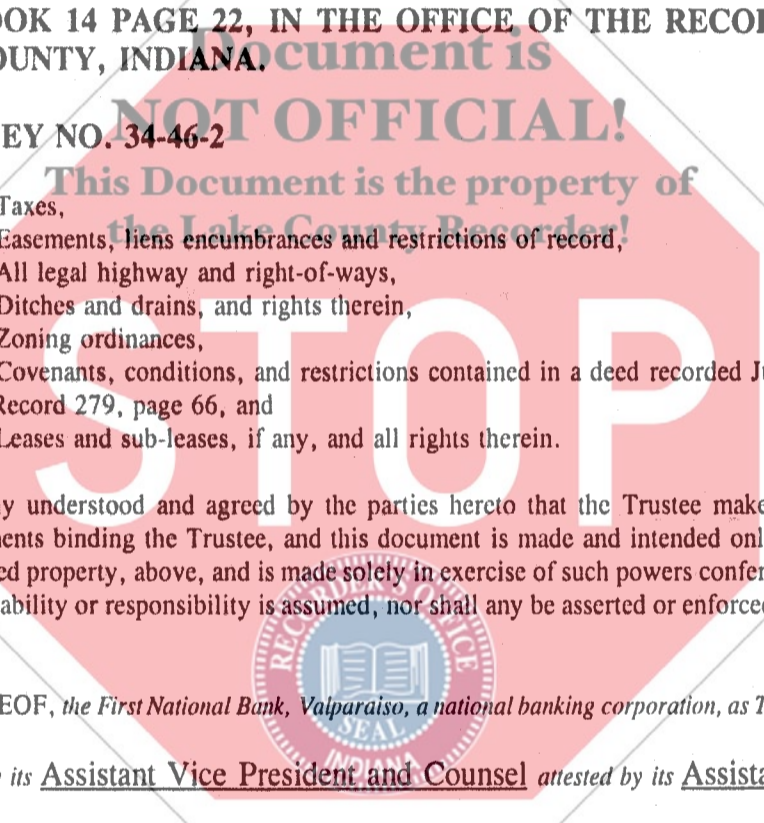 OOK 14 PAGE 22, IN THE OFFICE OF THE RECOR
OUNTY, INDIANA.
Document is
EY NO. 34-46-2
NOT OFFICIAL!
This Document is the property of
Taxes,
the Lake County Recorder!
Easements, liens encumbrances and restrictions of record,
All legal highway and right-of-ways,
Ditches and drains, and rights therein,
Zoning ordinances,
Covenants, conditions, and restrictions contained in a deed recorded Ju
Record 279, page 66, and
Leases and sub-leases, if any, and all rights therein.
STOP
y understood and agreed by the parties hereto that the Trustee make
ents binding the Trustee, and this document is made and intended onl
ed property, above, and is made solely in exercise of such powers confer
ability or responsibility is assumed, nor shall any be asserted or enforced
RECORDER'S OFFICE
SEAL
INDIANA
EOF, the First National Bank, Valparaiso, a national banking corporation, as T
its Assistant Vice President and Counsel attested by its Assista